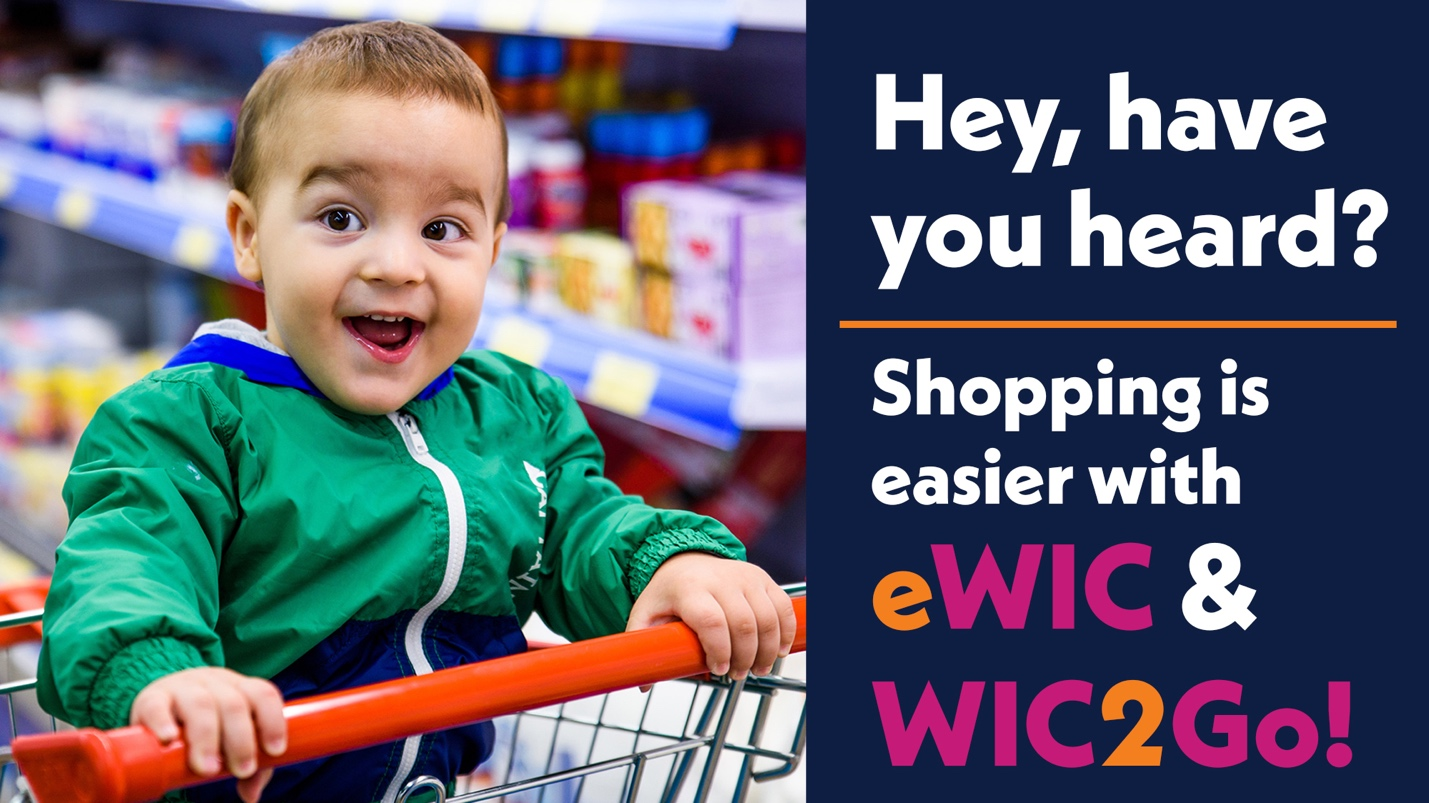 Hey, have
you heard?
Shopping is
easier with
eWIC &
WIC2Go!